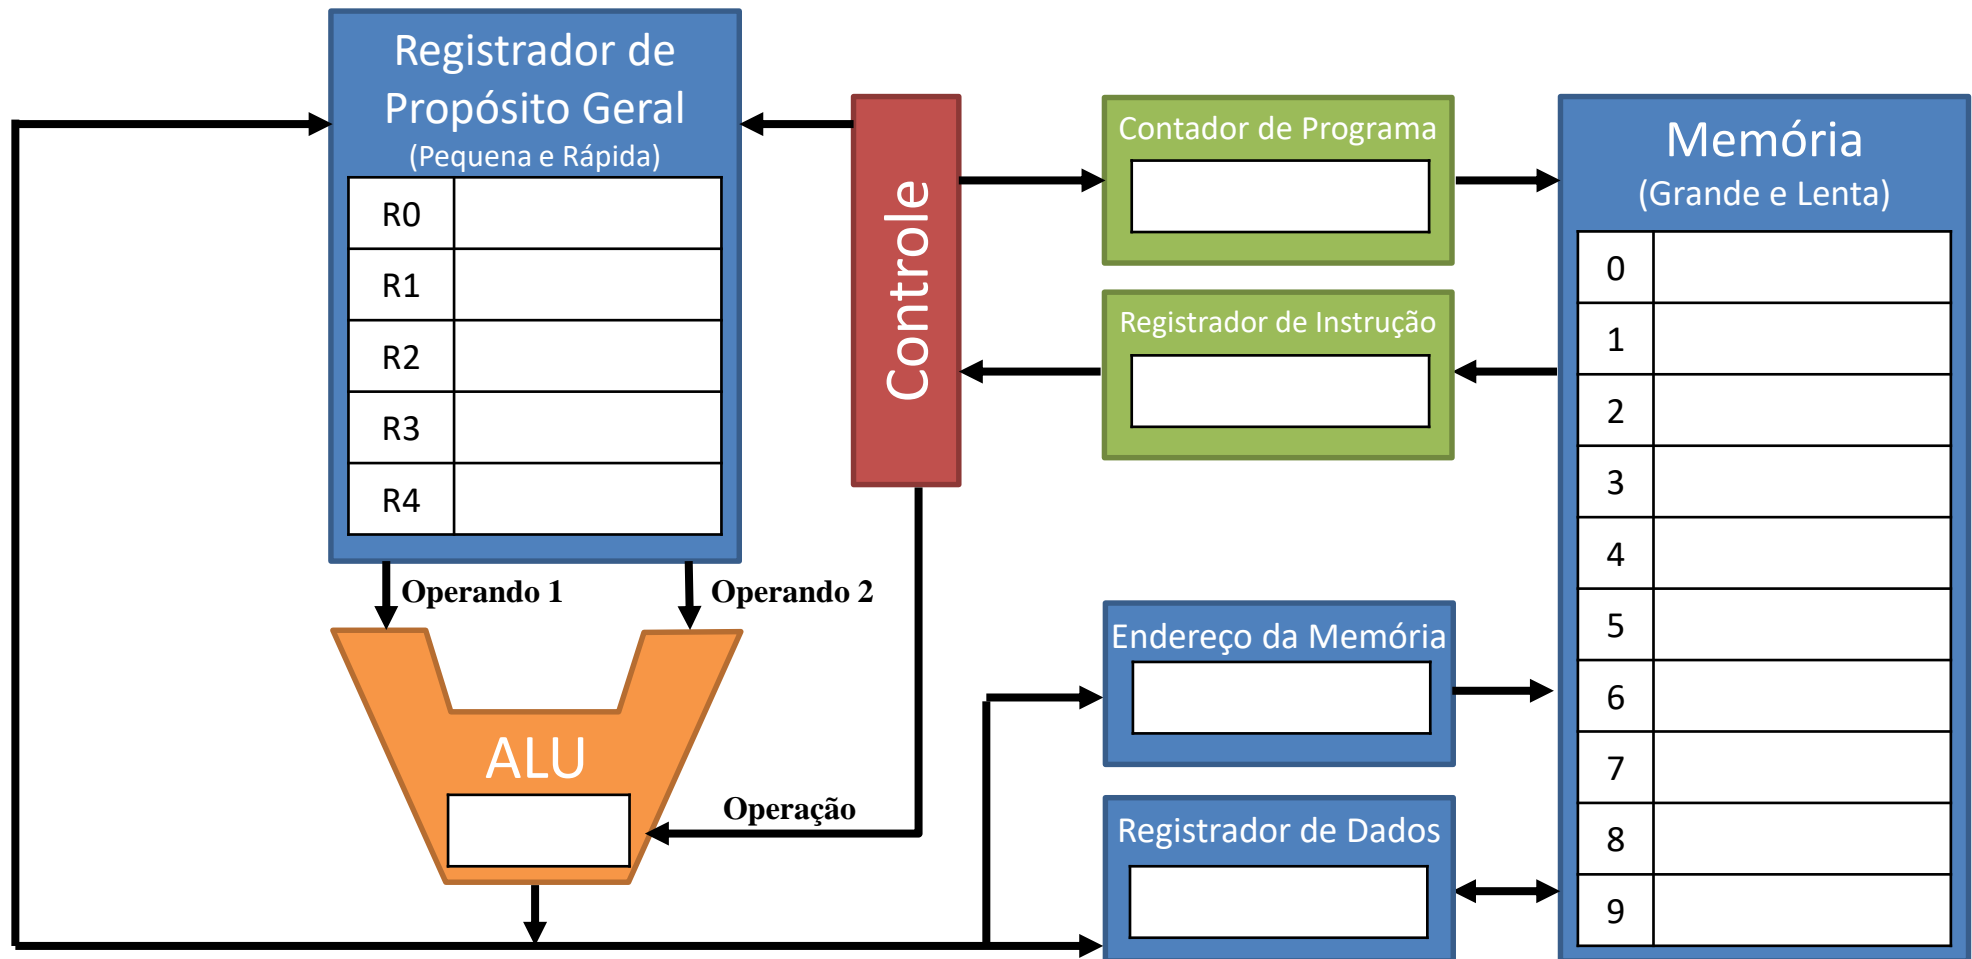 Registrador de
Propósito Geral
(Pequena e Rápida)
R0
R1
R2
R3
R4
Operando 1
Operando 2
ALU
Operação
Controle
Contador de Programa
Registrador de Instrução
Endereço da Memória
Registrador de Dados
Memória
(Grande e Lenta)
0
1
2
3
4
5
6
7
8
9